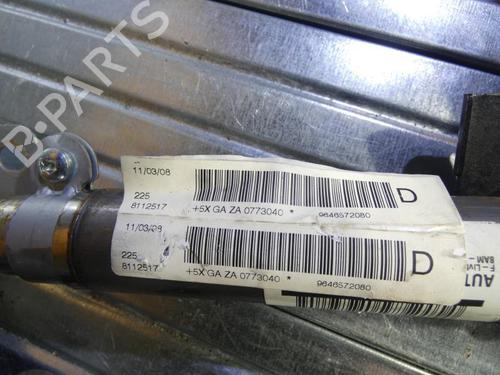 B-PARTS
11/03/08
225
8112517
+5X GA ZA 0773040 *
9646572080
D
11/03/08
225
8112517
+5X GA ZA 0773040 *
9646572080
D
AUT